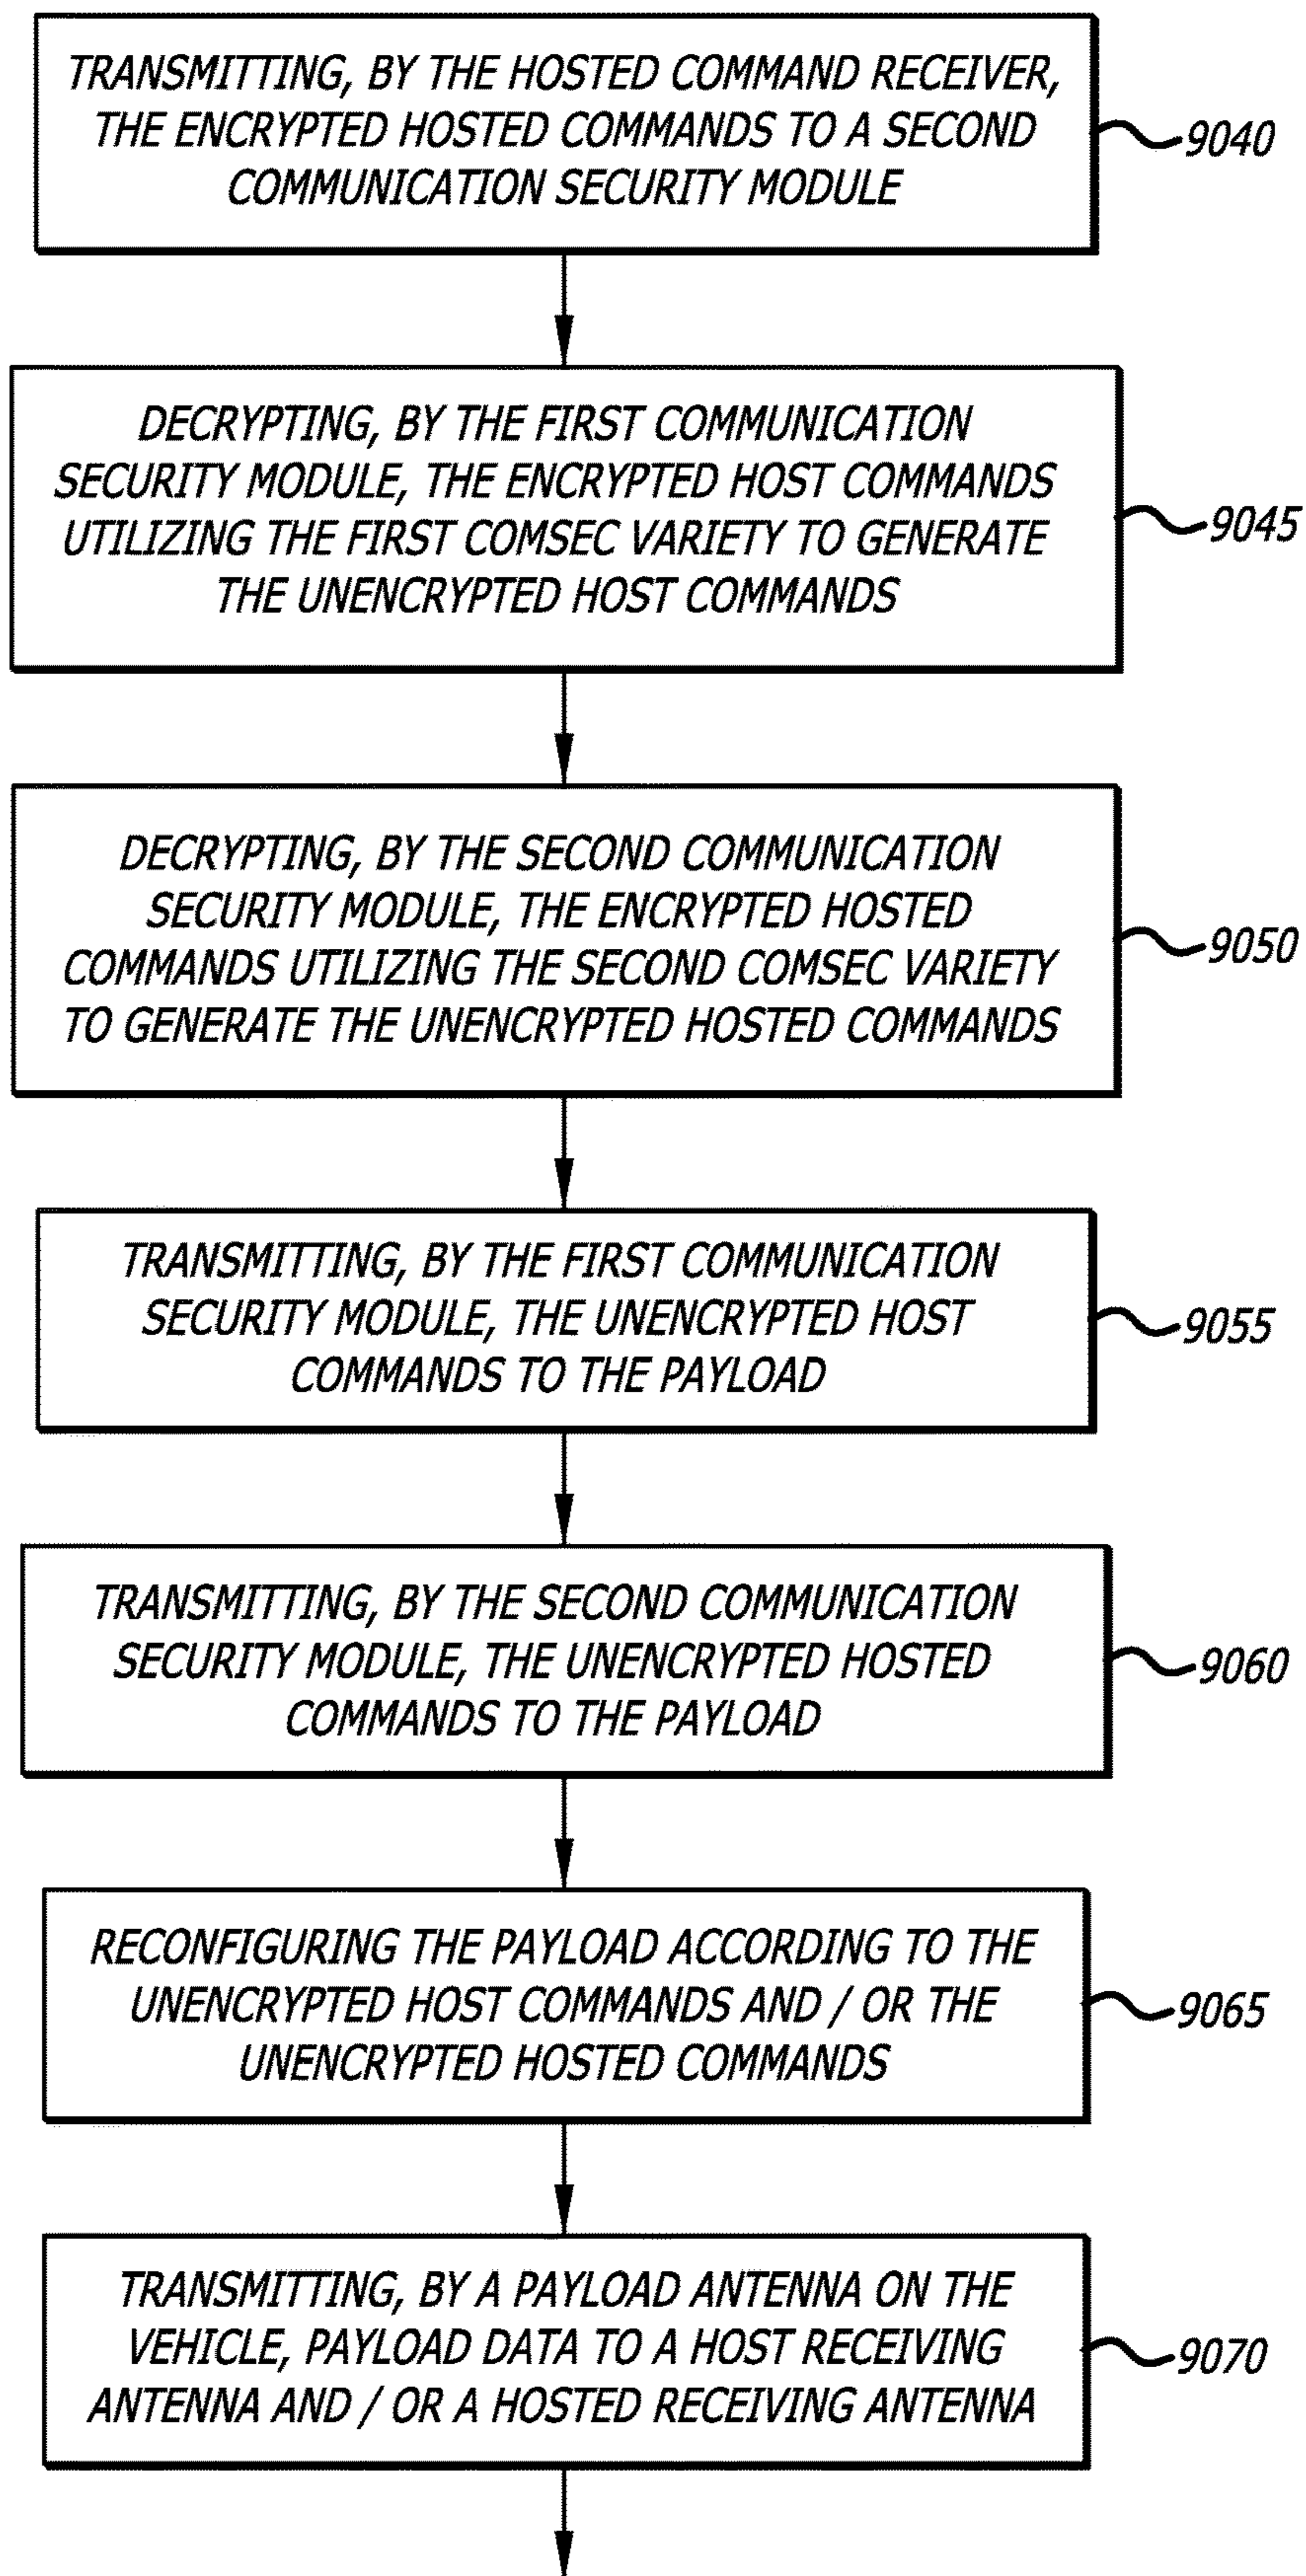 TRANSMITTING, BY THE HOSTED COMMAND RECEIVER,
THE ENCRYPTED HOSTED COMMANDS TO A SECOND
COMMUNICATION SECURITY MODULE
9040
DECRYPTING, BY THE FIRST COMMUNICATION
SECURITY MODULE, THE ENCRYPTED HOST COMMANDS
UTILIZING THE FIRST COMSEC VARIETY TO GENERATE
THE UNENCRYPTED HOST COMMANDS
9045
DECRYPTING, BY THE SECOND COMMUNICATION
SECURITY MODULE, THE ENCRYPTED HOSTED
COMMANDS UTILIZING THE SECOND COMSEC VARIETY
TO GENERATE THE UNENCRYPTED HOSTED COMMANDS
9050
TRANSMITTING, BY THE FIRST COMMUNICATION
SECURITY MODULE, THE UNENCRYPTED HOST
COMMANDS TO THE PAYLOAD
9055
TRANSMITTING, BY THE SECOND COMMUNICATION
SECURITY MODULE, THE UNENCRYPTED HOSTED
COMMANDS TO THE PAYLOAD
9060
RECONFIGURING THE PAYLOAD ACCORDING TO THE
UNENCRYPTED HOST COMMANDS AND / OR THE
UNENCRYPTED HOSTED COMMANDS
9065
TRANSMITTING, BY A PAYLOAD ANTENNA ON THE
VEHICLE, PAYLOAD DATA TO A HOST RECEIVING
ANTENNA AND / OR A HOSTED RECEIVING ANTENNA
9070